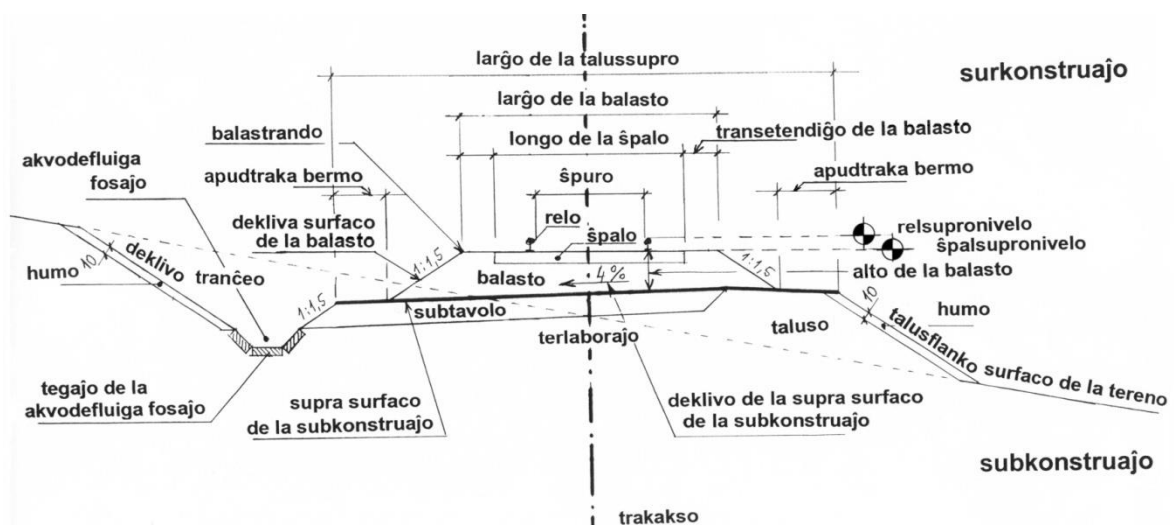 larĝo de la talussupro
surkonstruaĵo
larĝo de la balasto
balastrando
longo de la ŝpalo
transetendiĝo de la balasto
akvodefluiga
fosaĵo
apudtraka bermo
ŝpuro
apudtraka bermo
relo
relsupronivelo
dekliva surfaco
de la balasto
ŝpalo
ŝpalsupronivelo
humo
10
deklivo
tranĉeo
1:1,5
balasto
4%
1:1,5
alto de la balasto
1:1,5
subtavolo
terlaboraĵo
taluso
10
humo
talusflanko
surfaco de la tereno
tegaĵo de la
akvodefluiga fosaĵo
supra surfaco
de la subkonstruaĵo
deklivo de la supra surfaco
de la subkonstruaĵo
subkonstruaĵo
trakakso